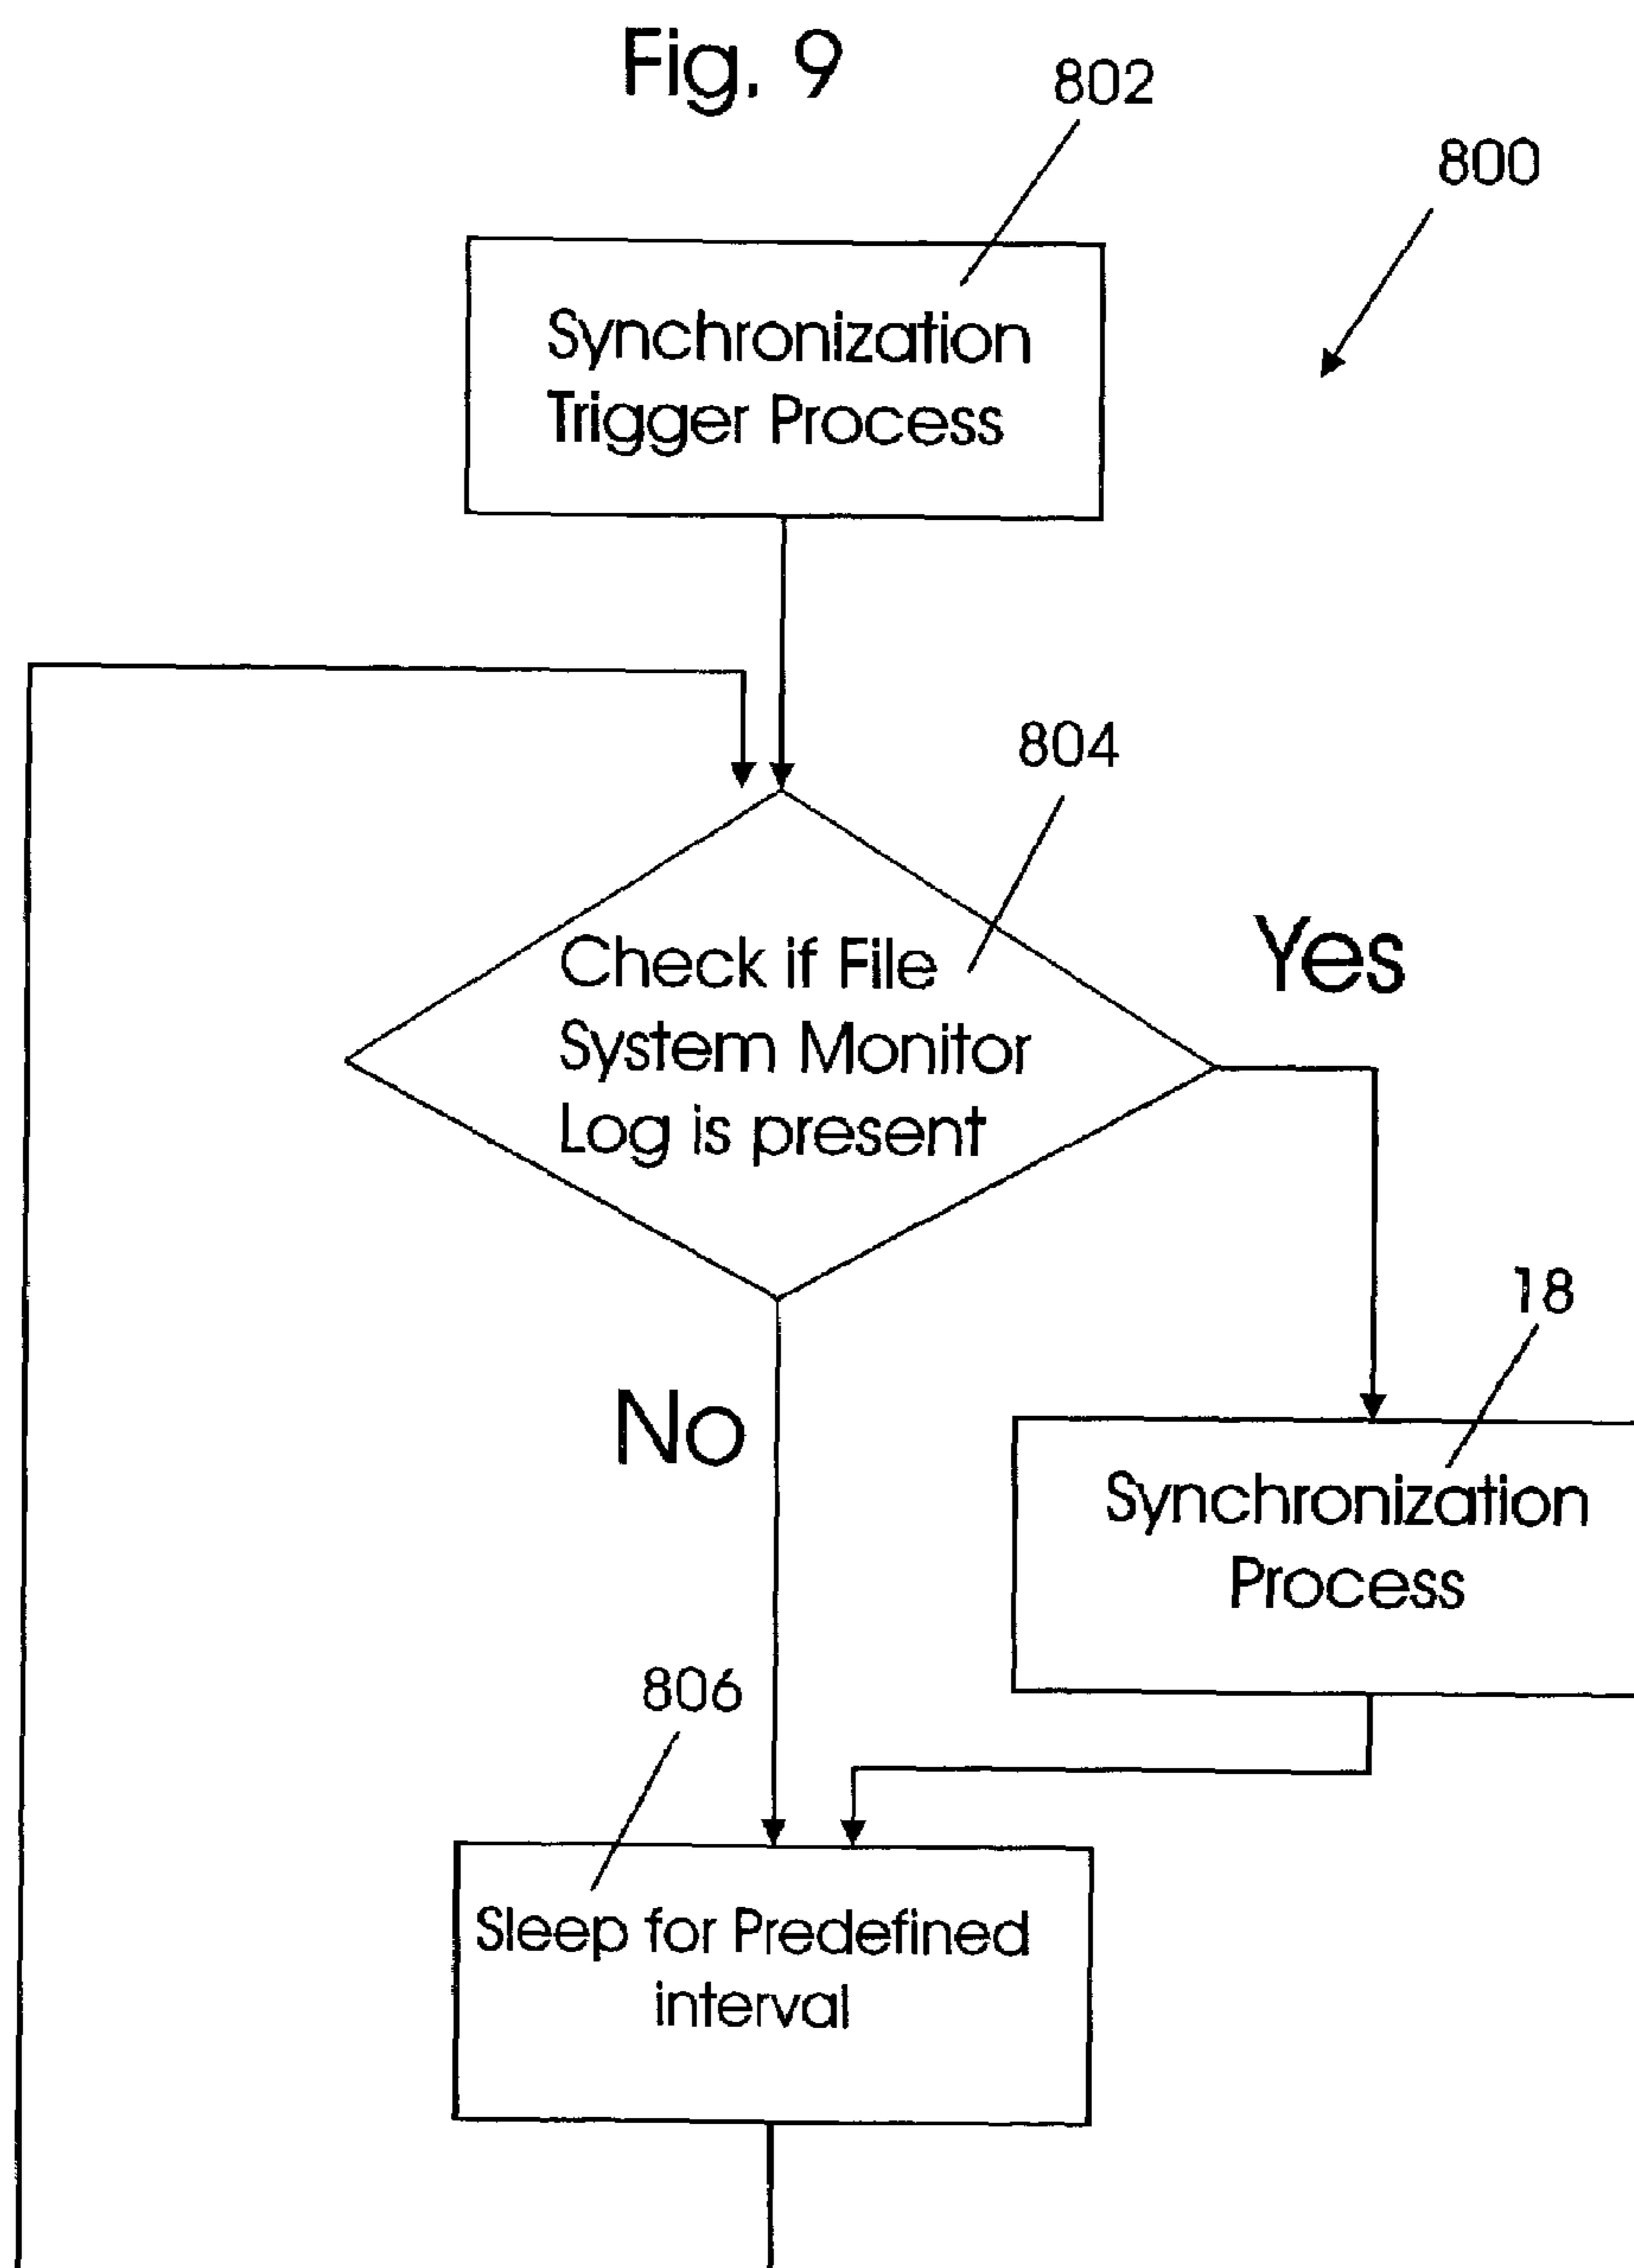 Fig. 9
802
800
Synchronization
Trigger Process
804
Check if File
System Monitor
Log is present
Yes
No
18
Synchronization
Process
806
Sleep for Predefined
interval